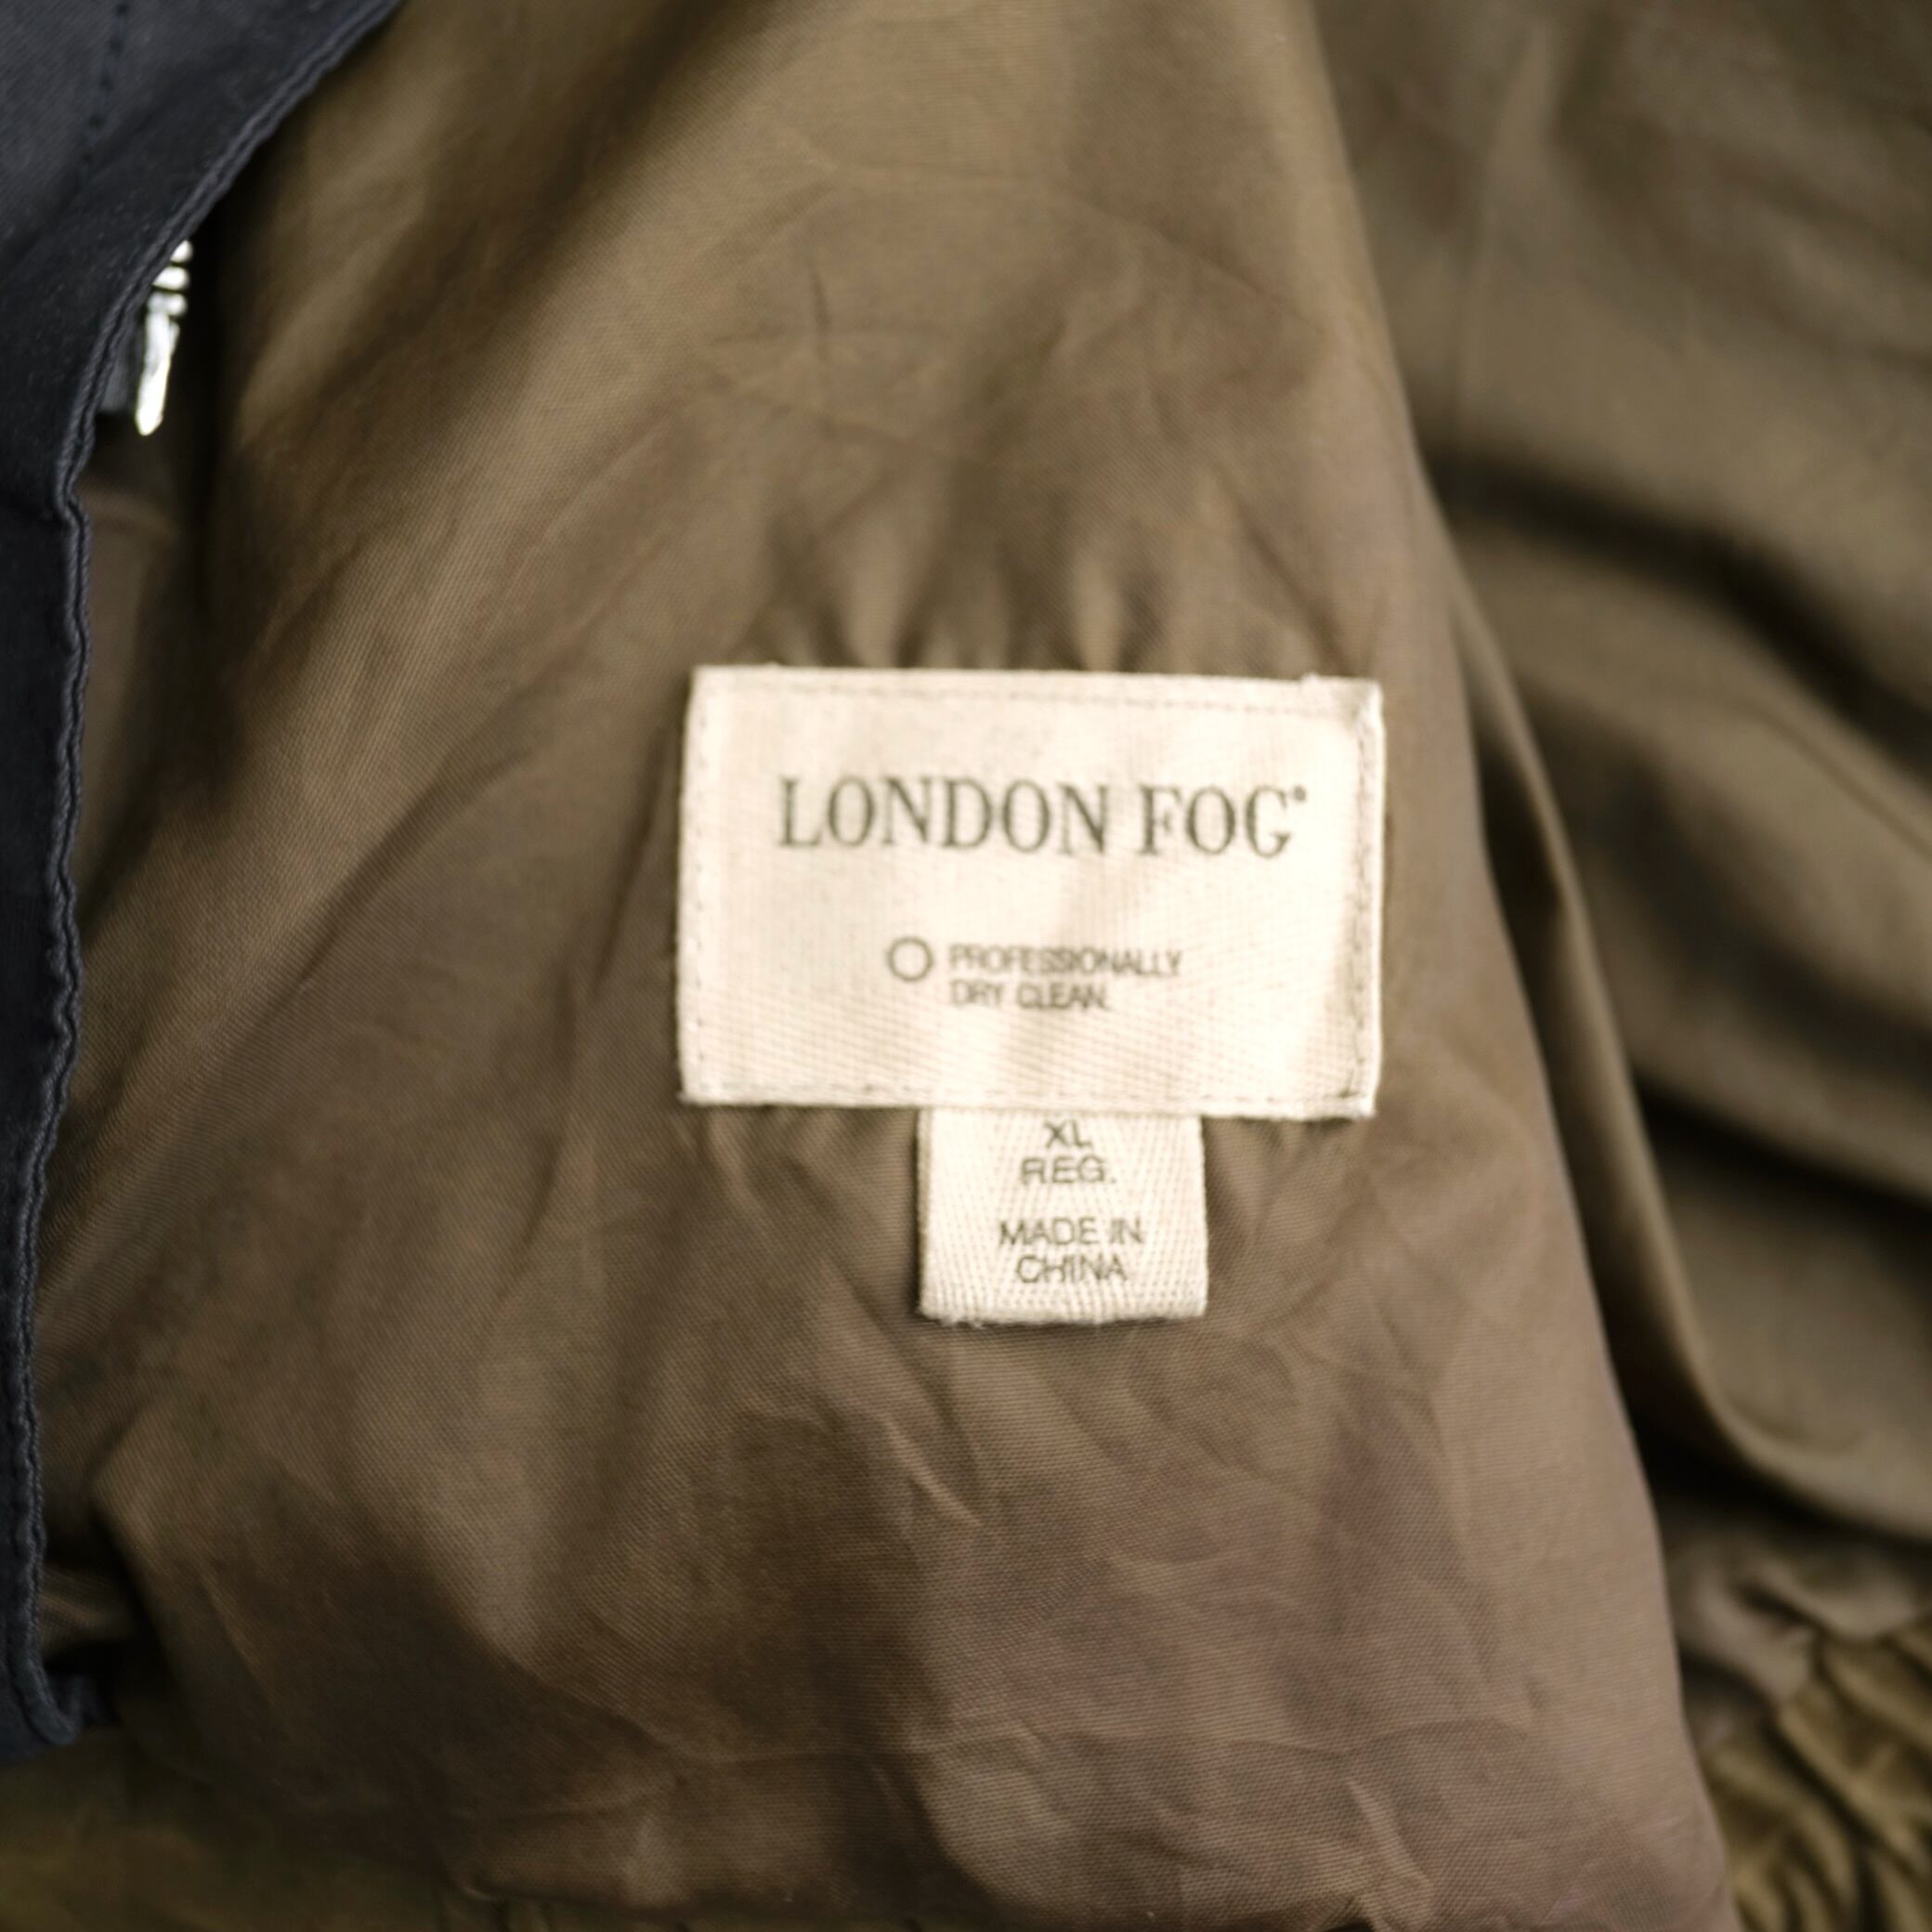 LONDON FOG
PROFESSIONALLY
DRY CLEAN.
XL
REG.
MADE IN
CHINA